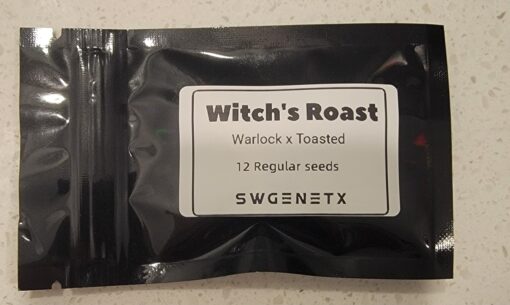 Witch's Roast
Warlock x Toasted
12 Regular seeds
SWGENETX